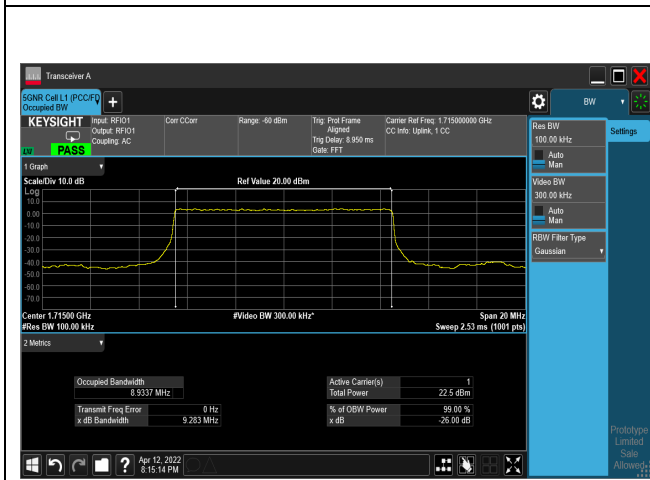 Transceiver A
5GNR Cell L1 (PCC/FD
Occupied BW
BW
KEYSIGHT
Input: RFIO1
Output: RFIO1
Coupling: AC
Corr CCorr
Range: -60 dBm
Trig: Prot Frame
Aligned
Trig Delay: 8.950 ms
Gate: FFT
Carrier Ref Freq: 1.715000000 GHz
CC Info: Uplink, 1 CC
PASS
1 Graph
Scale/Div 10.0 dB
Ref Value 20.00 dBm
Log
10.0
0.00
-10.0
-20.0
-30.0
-40.0
-50.0
-60.0
-70.0
Center 1.71500 GHz
#Video BW 300.00 kHz*
Span 20 MHz
#Res BW 100.00 kHz
Sweep 2.53 ms (1001 pts)
2 Metrics
Occupied Bandwidth
8.9337 MHz
Transmit Freq Error 0 Hz
x dB Bandwidth 9.283 MHz
Active Carrier(s) 1
Total Power 22.5 dBm
% of OBW Power 99.00 %
x dB -26.00 dB
Res BW
100.00 kHz
Auto
Man
Video BW
300.00 kHz
Auto
Man
RBW Filter Type
Gaussian
Settings
Prototype
Limited
Sale
Allowed
Apr 12, 2022
8:15:14 PM